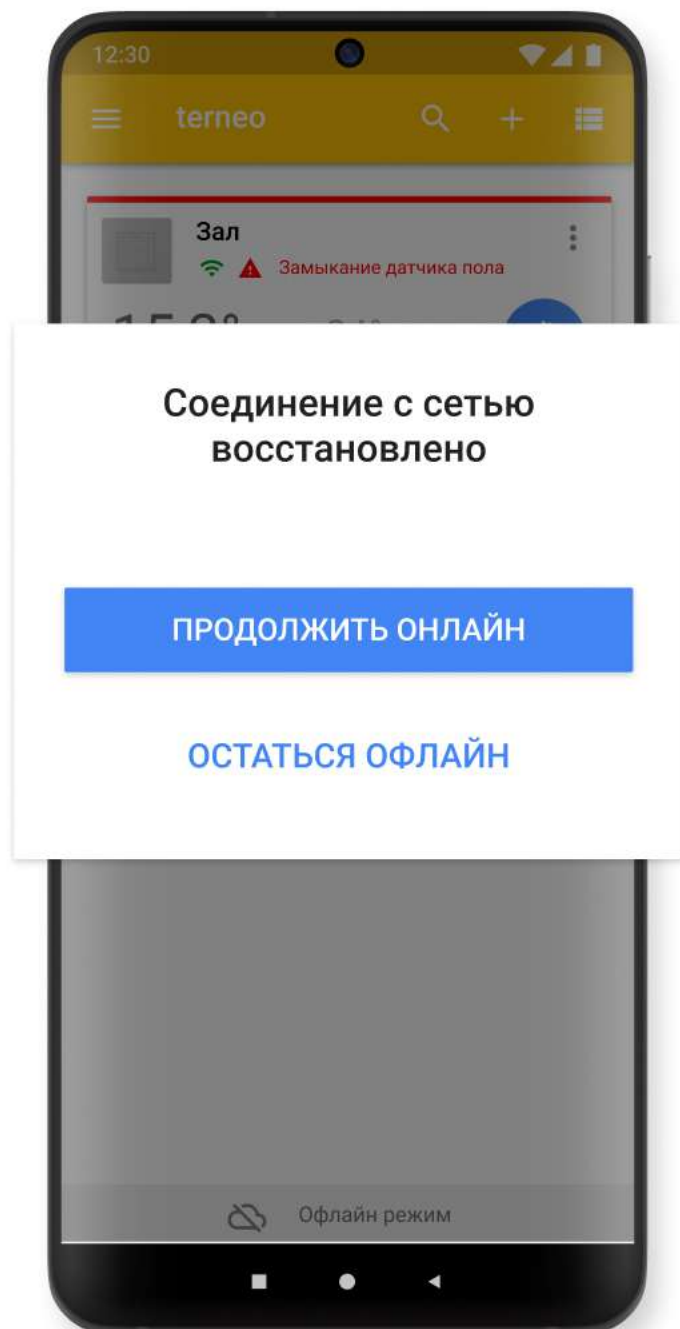 12:30
terneo
Зал
Замыкание датчика пола
Соединение с сетью
восстановлено
ПРОДОЛЖИТЬ ОНЛАЙН
ОСТАТЬСЯ ОФЛАЙН
Офлайн режим